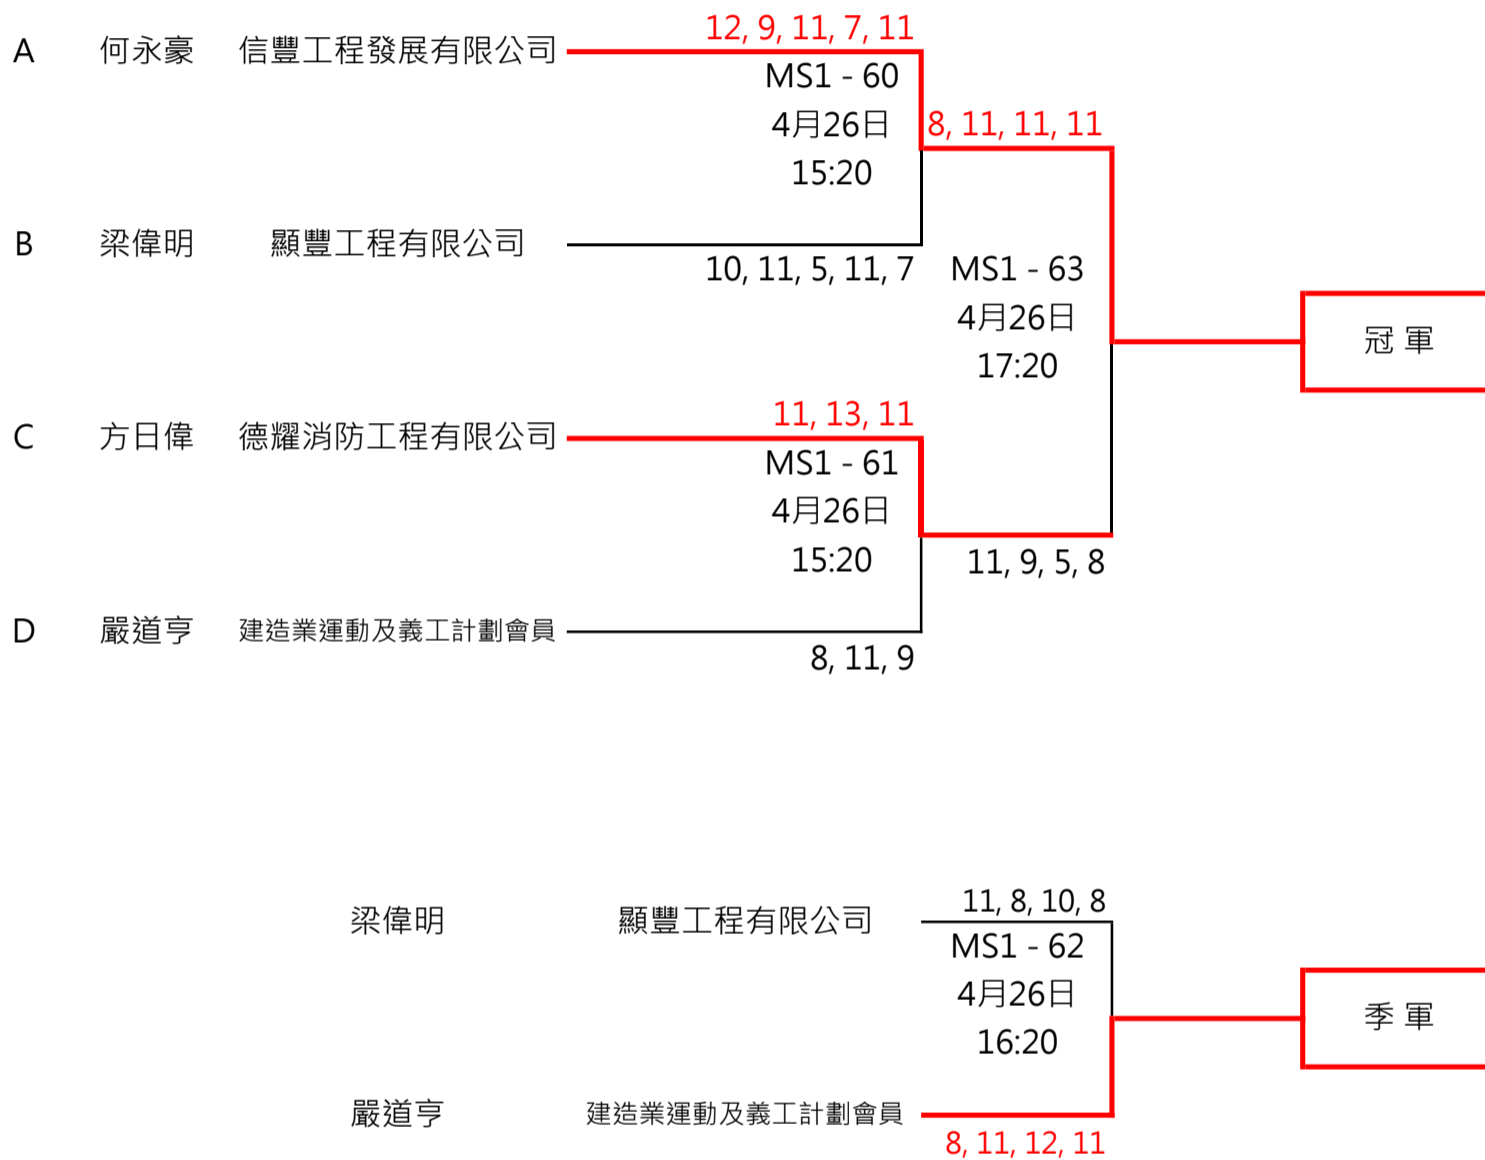 12, 9, 11, 7, 11
A 何永豪 信豐工程發展有限公司
MS1 - 60
4月26日
8, 11, 11, 11
15:20
B 梁偉明 顯豐工程有限公司
10, 11, 5, 11, 7
MS1 - 63
4月26日
17:20
冠 軍
11, 13, 11
C 方日偉 德耀消防工程有限公司
MS1 - 61
4月26日
15:20
11, 9, 5, 8
D 嚴道亨 建造業運動及義工計劃會員
8, 11, 9
11, 8, 10, 8
梁偉明 顯豐工程有限公司
MS1 - 62
4月26日
16:20
季 軍
嚴道亨 建造業運動及義工計劃會員
8, 11, 12, 11